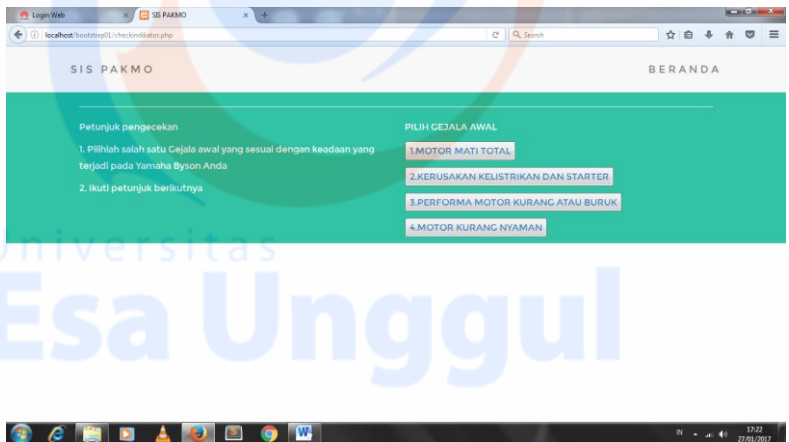 Login Web
SIS PAKMO
localhost/bootstrap01/checkindikator.php
Search
SIS PAKMO
BERANDA
Petunjuk pengecekan
1. Pilihlah salah satu Gejala awal yang sesuai dengan keadaan yang
terjadi pada Yamaha Byson Anda
2. Ikuti petunjuk berikutnya
PILIH GEJALA AWAL
1.MOTOR MATI TOTAL
2.KERUSAKAN KELISTRIKAN DAN STARTER
3.PERFORMA MOTOR KURANG ATAU BURUK
4.MOTOR KURANG NYAMAN
Universitas
Esa Unggul
IN
17:22
27/01/2017